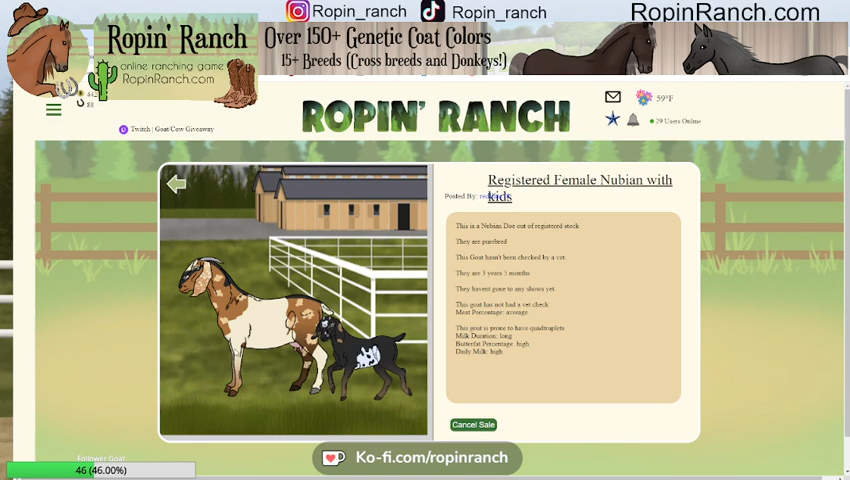 Ropin_ranch
Ropin_ranch
RopinRanch.com
Ropin' Ranch
online ranching game
RopinRanch.com
Over 150+ Genetic Coat Colors
15+ Breeds (Cross breeds and Donkeys!)
88
Twitch | Goat/Cow Giveaway
ROPIN' RANCH
59°F
29 Users Online
Registered Female Nubian with
kids
Posted By:
This is a Nubian Doe out of registered stock
They are purebred
This Goat hasn't been checked by a vet
They are 3 years 5 months
They havent gone to any shows yet.
This goat has not had a vet check
Meat Percentage: average
This goat is prone to have quadruplets
Milk Duration: long
Butterfat Percentage: high
Daily Milk: high
Cancel Sale
Ko-fi.com/ropinranch
Follower Goat
46 (46.00%)